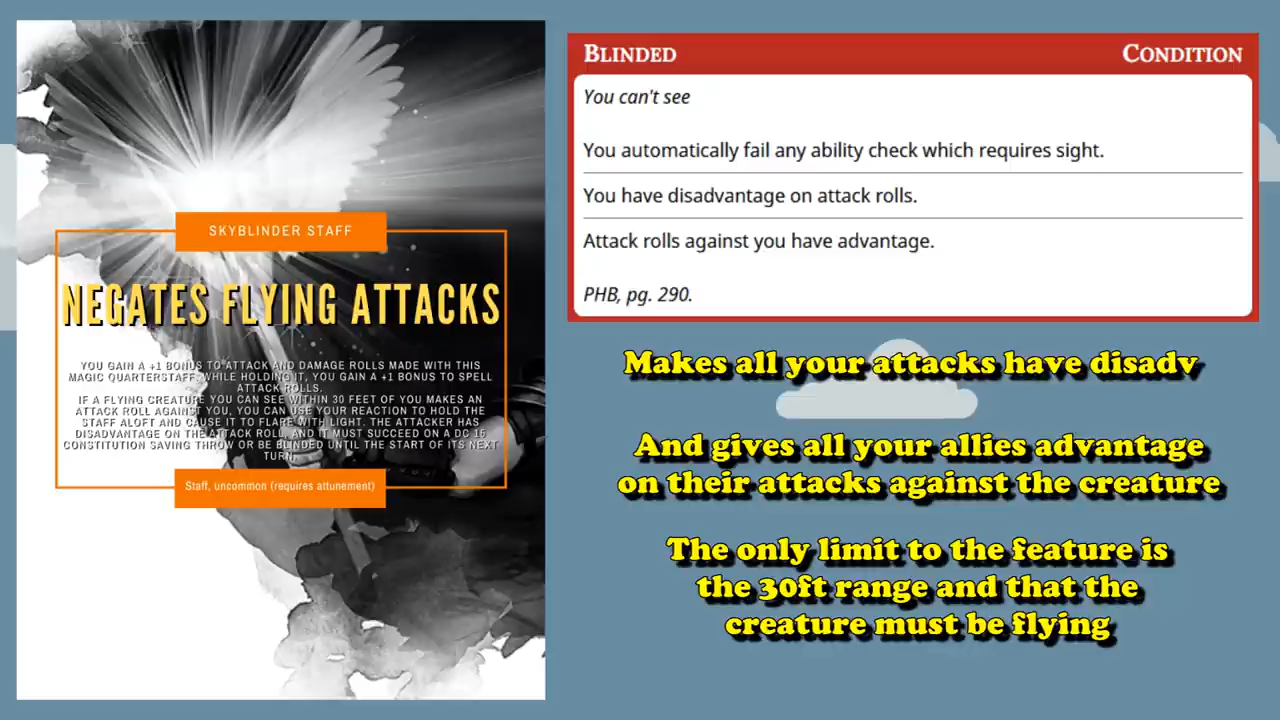 SKYBLINDER STAFF
NEGATES FLYING ATTACKS
YOU GAIN A +1 BONUS TO ATTACK AND DAMAGE ROLLS MADE WITH THIS
MAGIC QUARTERSTAFF. WHILE HOLDING IT, YOU GAIN A +1 BONUS TO SPELL
ATTACK ROLLS.
IF A FLYING CREATURE YOU CAN SEE WITHIN 30 FEET OF YOU MAKES AN
ATTACK ROLL AGAINST YOU, YOU CAN USE YOUR REACTION TO HOLD THE
STAFF ALOFT AND CAUSE IT TO FLARE WITH LIGHT. THE ATTACKER HAS
DISADVANTAGE ON THE ATTACK ROLL, AND IT MUST SUCCEED ON A DC 15
CONSTITUTION SAVING THROW OR BE BLINDED UNTIL THE START OF ITS NEXT
TURN.
Staff, uncommon (requires attunement)
BLINDED CONDITION
You can't see
You automatically fail any ability check which requires sight.
You have disadvantage on attack rolls.
Attack rolls against you have advantage.
PHB, pg. 290.
Makes all your attacks have disadv
And gives all your allies advantage
on their attacks against the creature
The only limit to the feature is
the 30ft range and that the
creature must be flying